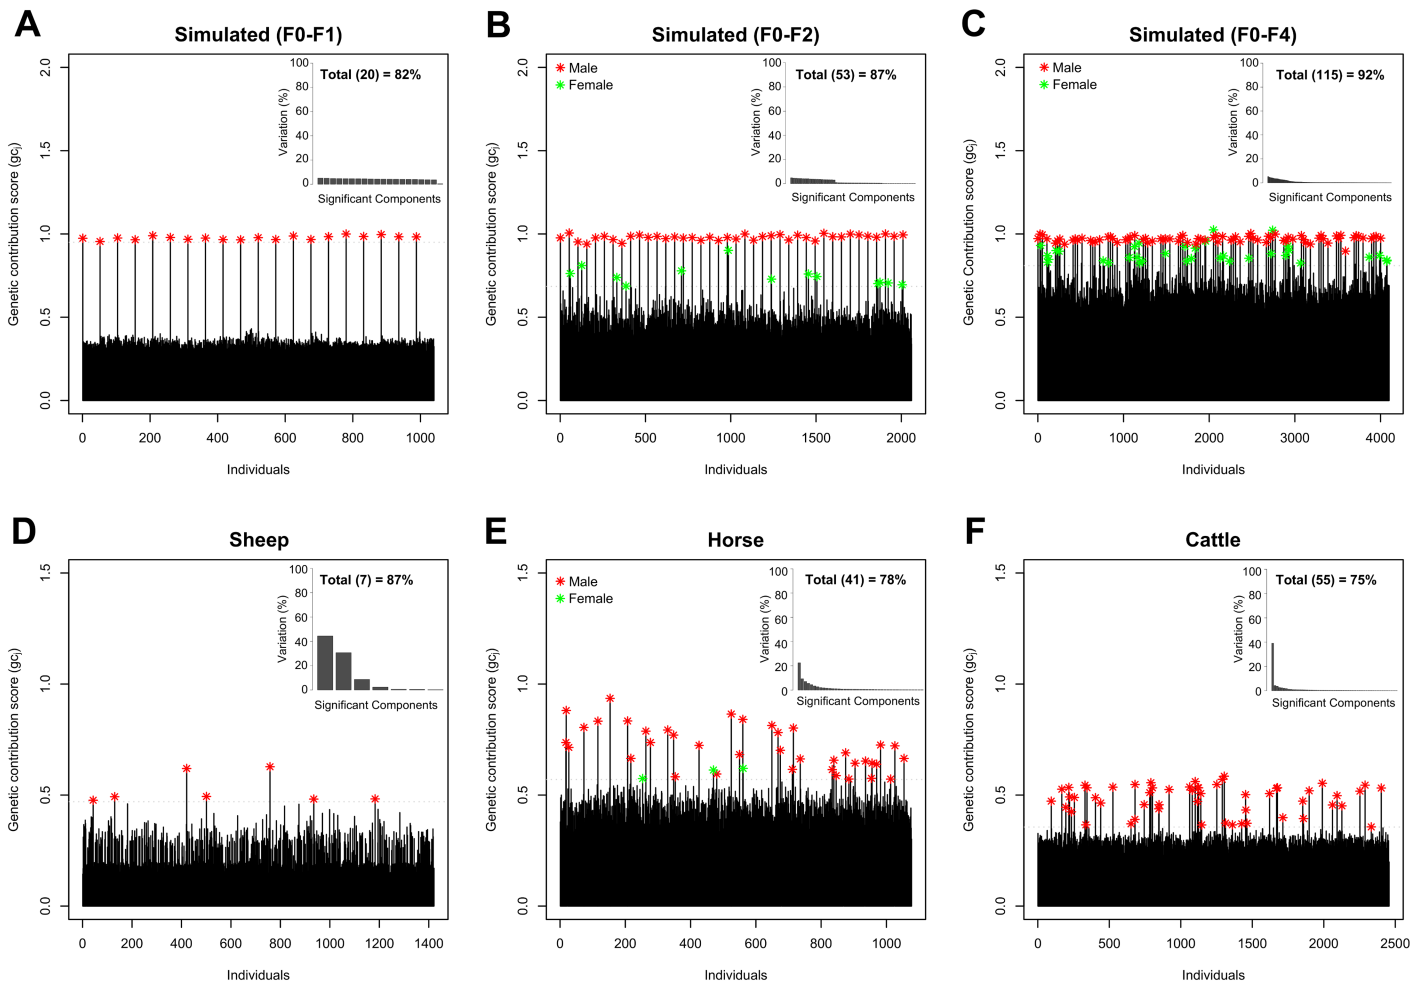 A
Simulated (F0-F1)
Genetic contribution score (gcj)
2.0
1.5
1.0
0.5
0.0
0 200 400 600 800 1000
Individuals
Total (20) = 82%
Variation (%)
100
80
60
40
20
0
Significant Components
B
Simulated (F0-F2)
Male
Female
Genetic contribution score (gcj)
2.0
1.5
1.0
0.5
0.0
0 500 1000 1500 2000
Individuals
Total (53) = 87%
Variation (%)
100
80
60
40
20
0
Significant Components
C
Simulated (F0-F4)
Male
Female
Genetic Contribution score (gcj)
2.0
1.5
1.0
0.5
0.0
0 1000 2000 3000 4000
Individuals
Total (115) = 92%
Variation (%)
100
80
60
40
20
0
Significant Components
D
Sheep
Genetic contribution score (gcj)
1.5
1.0
0.5
0.0
0 200 400 600 800 1000 1200 1400
Individuals
Total (7) = 87%
Variation (%)
100
80
60
40
20
0
Significant Components
E
Horse
Male
Female
Genetic contribution score (gcj)
1.5
1.0
0.5
0.0
0 200 400 600 800 1000
Individuals
Total (41) = 78%
Variation (%)
100
80
60
40
20
0
Significant Components
F
Cattle
Genetic contribution score (gcj)
1.5
1.0
0.5
0.0
0 500 1000 1500 2000 2500
Individuals
Total (55) = 75%
Variation (%)
100
80
60
40
20
0
Significant Components